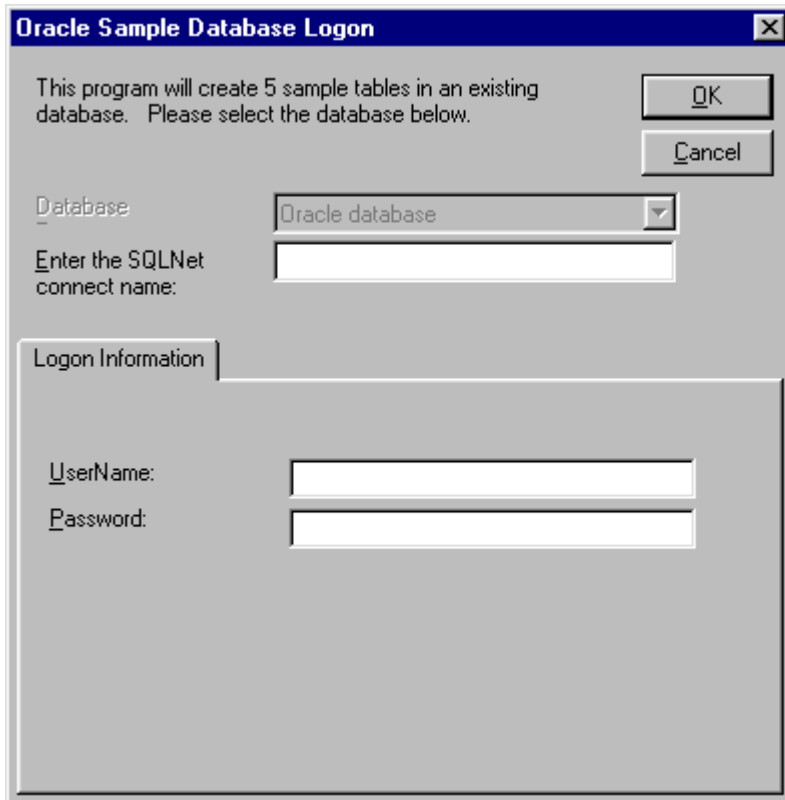 Oracle Sample Database Logon
This program will create 5 sample tables in an existing
database.   Please select the database below.
OK
Cancel
Database
Oracle database
Enter the SQLNet
connect name:
Logon Information
UserName:
Password: